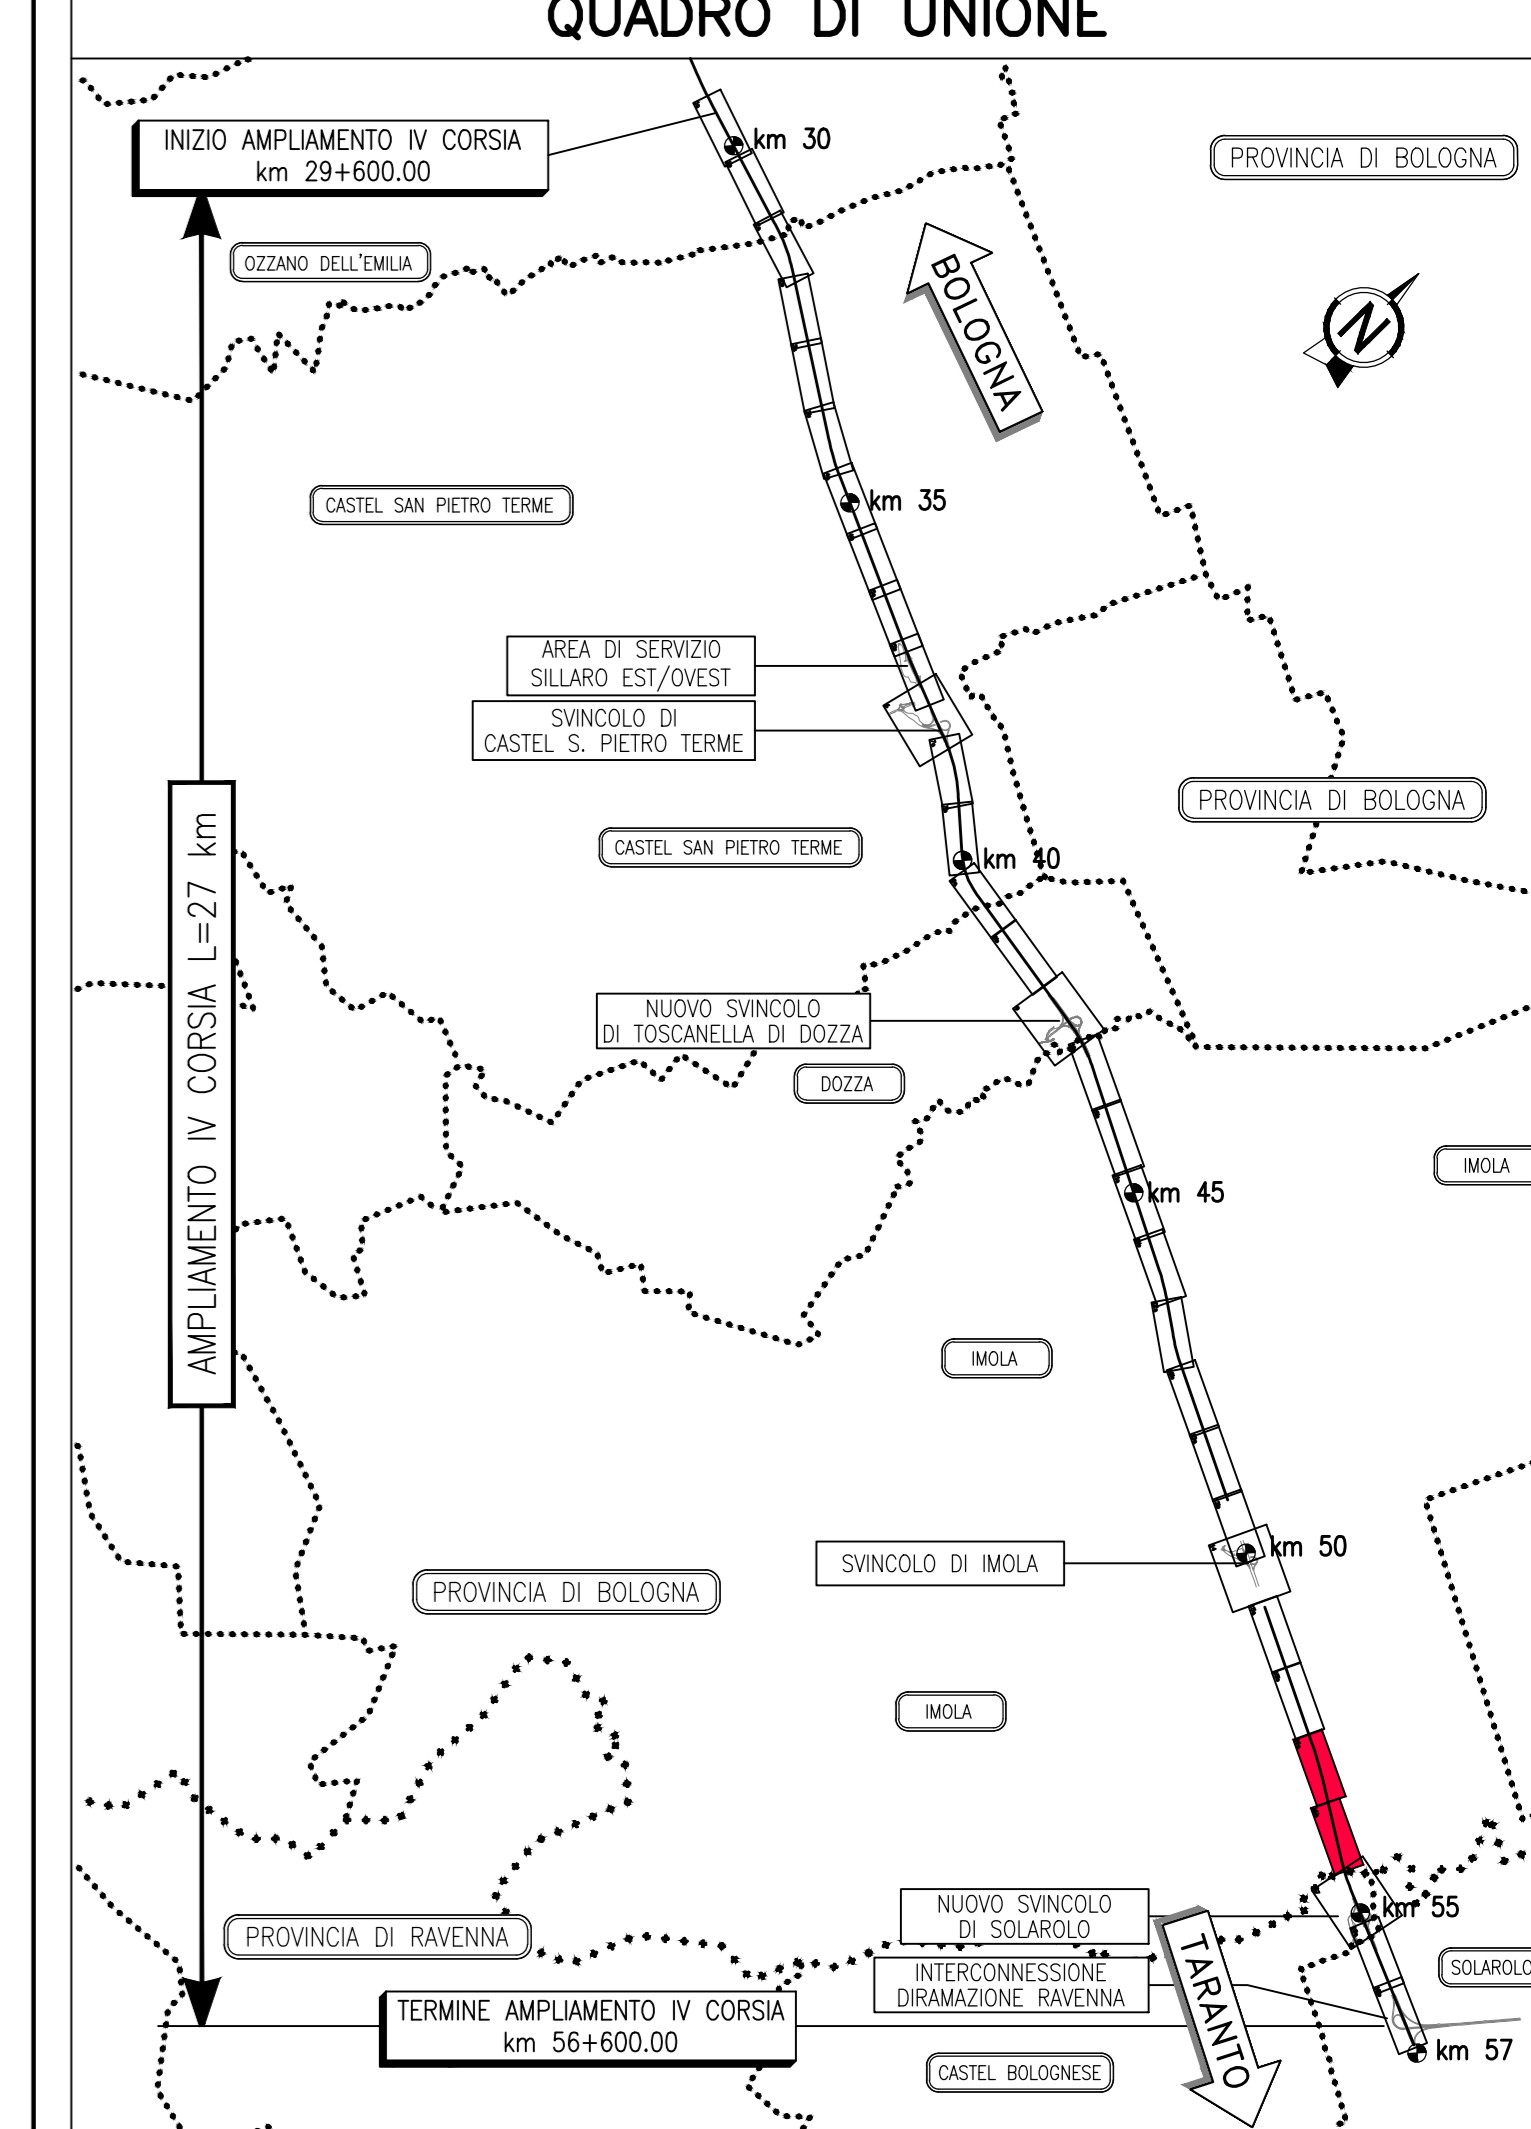 QUADRO DI UNIONE
INIZIO AMPLIAMENTO IV CORSIA
km 29+600.00
km 30
PROVINCIA DI BOLOGNA
OZZANO DELL'EMILIA
BOLOGNA
N
CASTEL SAN PIETRO TERME
km 35
AREA DI SERVIZIO
SILLARO EST/OVEST
SVINCOLO DI
CASTEL S. PIETRO TERME
PROVINCIA DI BOLOGNA
CASTEL SAN PIETRO TERME
km 40
AMPLIAMENTO IV CORSIA L=27 km
NUOVO SVINCOLO
DI TOSCANELLA DI DOZZA
DOZZA
IMOLA
km 45
IMOLA
km 50
SVINCOLO DI IMOLA
PROVINCIA DI BOLOGNA
IMOLA
NUOVO SVINCOLO
DI SOLAROLO
km 55
PROVINCIA DI RAVENNA
INTERCONNESSIONE
DIRAMAZIONE RAVENNA
SOLAROLO
TARANTO
TERMINE AMPLIAMENTO IV CORSIA
km 56+600.00
km 57
CASTEL BOLOGNESE